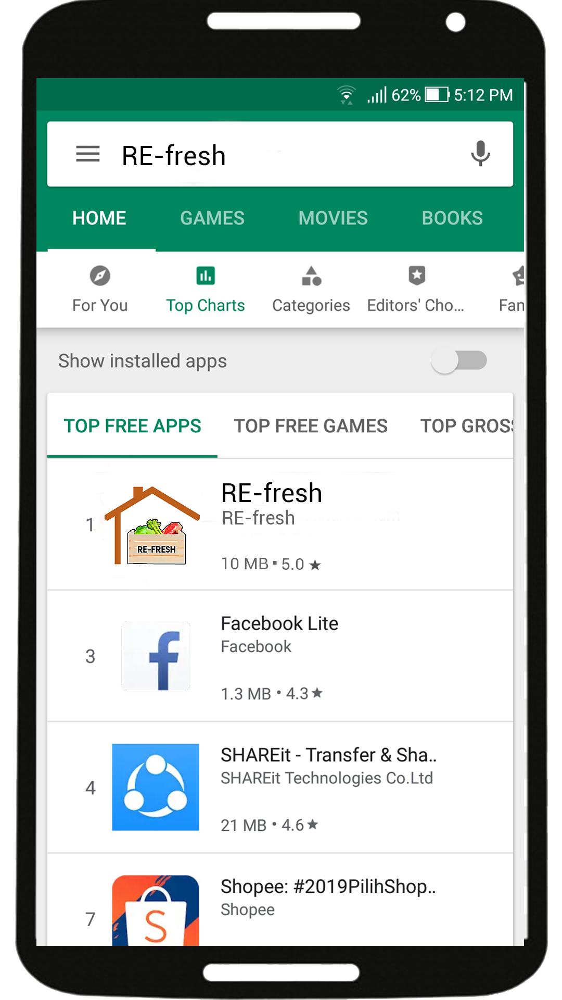 62% 5:12 PM
RE-fresh
HOME GAMES MOVIES BOOKS
For You Top Charts Categories Editors' Cho... Fan
Show installed apps
TOP FREE APPS TOP FREE GAMES TOP GROSS
1
RE-FRESH
RE-fresh
RE-fresh
10 MB ▪ 5.0 ★
3
f
Facebook Lite
Facebook
1.3 MB • 4.3 ★
4
SHAREit - Transfer & Sha..
SHAREit Technologies Co.Ltd
21 MB • 4.6 ★
7
S
Shopee: #2019PilihShop..
Shopee